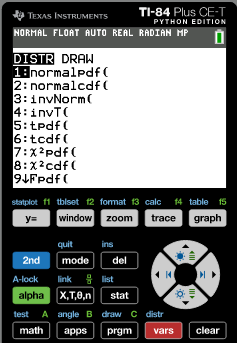 TEXAS INSTRUMENTS TI-84 Plus CE-T
PYTHON EDITION
NORMAL FLOAT AUTO REAL RADIAN MP
DISTR DRAW
1:normalpdf(
2:normalcdf(
3:invNorm(
4:invT(
5:tpdf(
6:tcdf(
7:χ²pdf(
8:χ²cdf(
9↓Fpdf(
statplot f1 tblset f2 format f3 calc f4 table f5
y= window zoom trace graph
quit ins
2nd mode del
A-lock link list
alpha X,T,θ,n stat
test A angle B draw C distr
math apps prgm vars clear